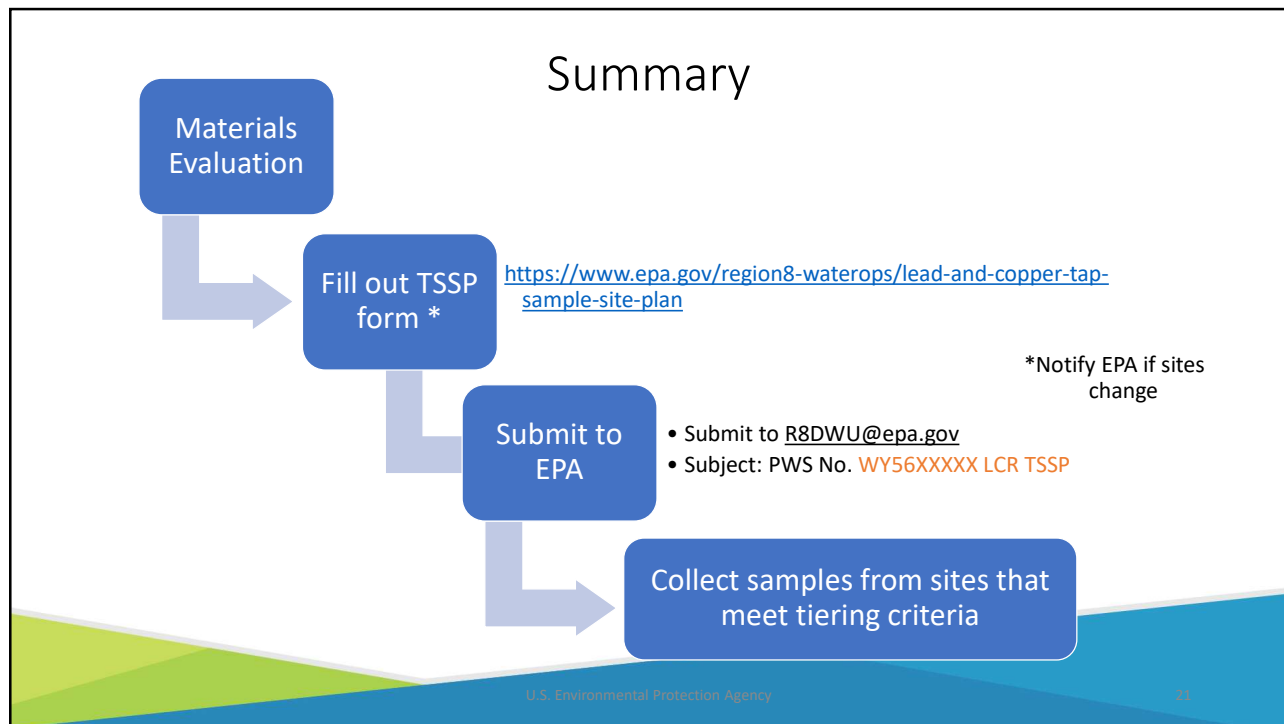 Summary
Materials
Evaluation
Fill out TSSP
form *
https://www.epa.gov/region8-waterops/lead-and-copper-tap-
sample-site-plan
*Notify EPA if sites
change
Submit to
EPA
• Submit to R8DWU@epa.gov
• Subject: PWS No. WY56XXXXX LCR TSSP
Collect samples from sites that
meet tiering criteria
U.S. Environmental Protection Agency
21